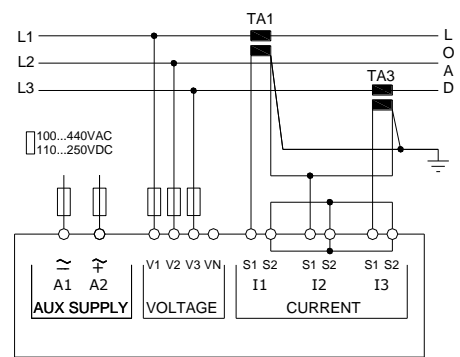 TA1
L1 L
L2 O
A
TA3
L3 D
100...440VAC
110...250VDC
V1 V2 V3 VN S1 S2 S1 S2 S1 S2
A1 A2 I1 I2 I3
AUX SUPPLY VOLTAGE CURRENT